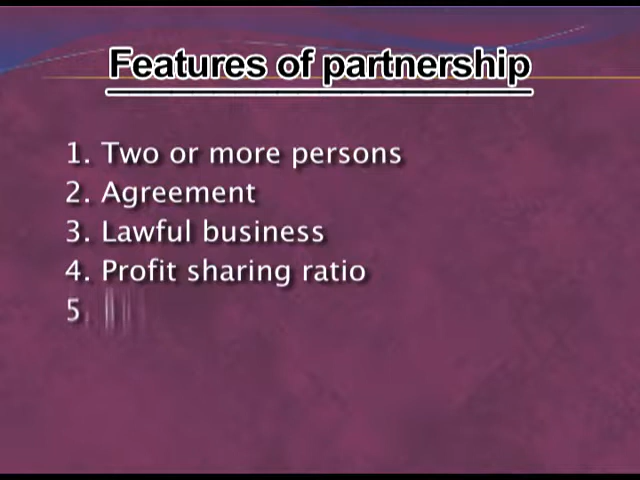 Features of partnership
1. Two or more persons
2. Agreement
3. Lawful business
4. Profit sharing ratio
5.